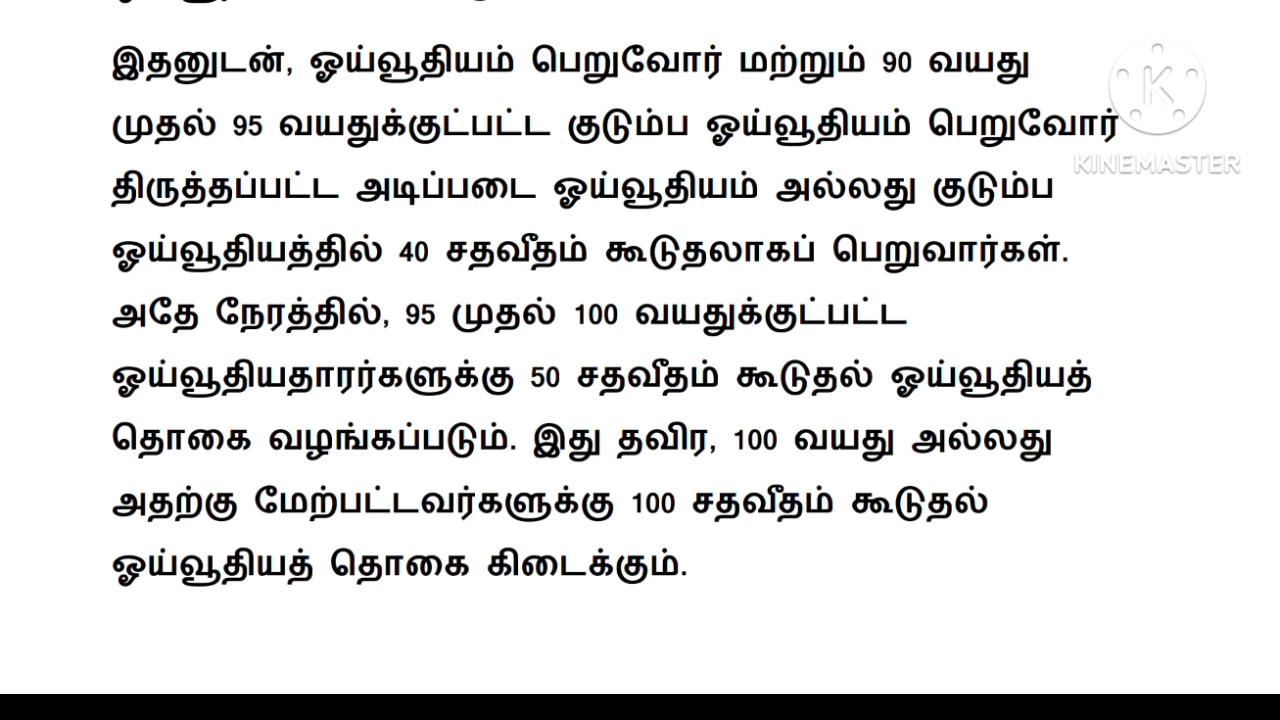 இதனுடன், ஓய்வூதியம் பெறுவோர் மற்றும் 90 வயது
முதல் 95 வயதுக்குட்பட்ட குடும்ப ஓய்வூதியம் பெறுவோர்
திருத்தப்பட்ட அடிப்படை ஓய்வூதியம் அல்லது குடும்ப
ஓய்வூதியத்தில் 40 சதவீதம் கூடுதலாகப் பெறுவார்கள்.
அதே நேரத்தில், 95 முதல் 100 வயதுக்குட்பட்ட
ஓய்வூதியதாரர்களுக்கு 50 சதவீதம் கூடுதல் ஓய்வூதியத்
தொகை வழங்கப்படும். இது தவிர, 100 வயது அல்லது
அதற்கு மேற்பட்டவர்களுக்கு 100 சதவீதம் கூடுதல்
ஓய்வூதியத் தொகை கிடைக்கும்.
K
KINEMASTER